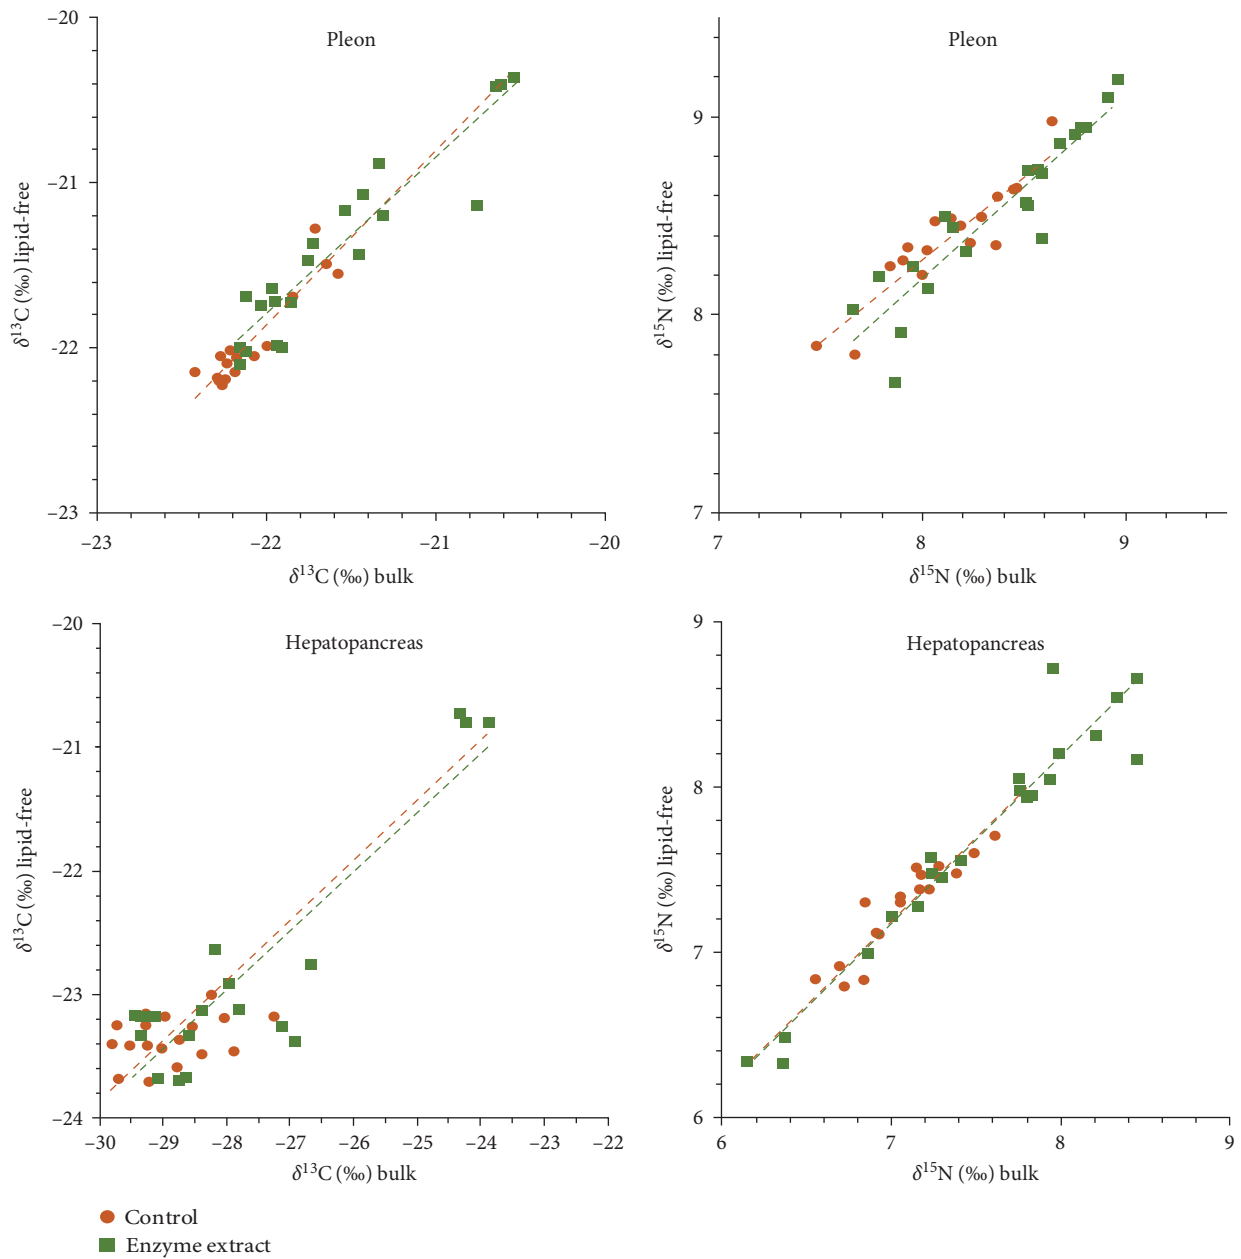 Pleon
−20
−21
−22
−23
δ¹³C (‰) lipid-free
−23 −22 −21 −20
δ¹³C (‰) bulk
Pleon
9
8
7
δ¹⁵N (‰) lipid-free
7 8 9
δ¹⁵N (‰) bulk
Hepatopancreas
−20
−21
−22
−23
−24
δ¹³C (‰) lipid-free
−30 −29 −28 −27 −26 −25 −24 −23 −22
δ¹³C (‰) bulk
Hepatopancreas
9
8
7
6
δ¹⁵N (‰) lipid-free
6 7 8 9
δ¹⁵N (‰) bulk
Control
Enzyme extract